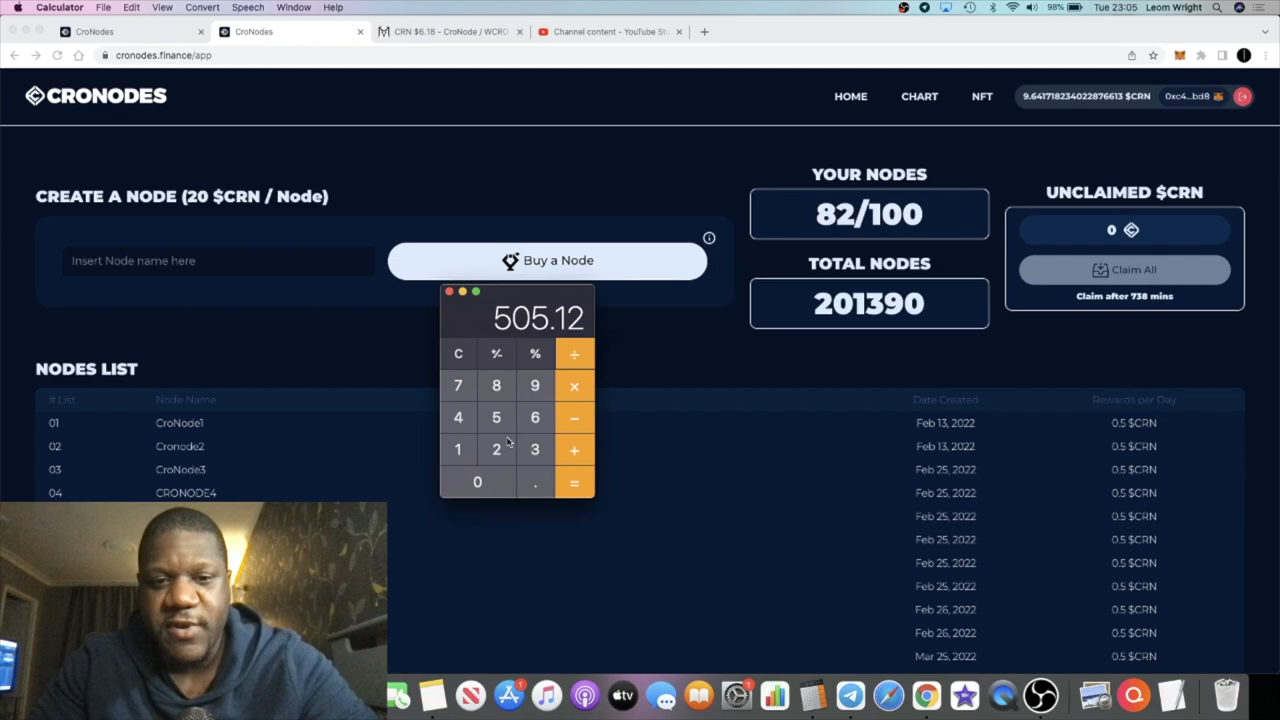 Calculator File Edit View Convert Speech Window Help 98% Tue 23:05 Leom Wright
CroNodes CroNodes CRN $6.18 - CroNode / WCRO Channel content - YouTube St
cronodes.finance/app
CRONODES HOME CHART NFT 9.641718234022876613 $CRN 0xc4...bd8
CREATE A NODE (20 $CRN / Node)
Insert Node name here
Buy a Node
YOUR NODES
82/100
TOTAL NODES
201390
UNCLAIMED $CRN
0
Claim All
Claim after 738 mins
505.12
C +⁄- % ÷
7 8 9 ×
4 5 6 −
1 2 3 +
0 . =
NODES LIST
# List Node Name Date Created Rewards per Day
01 CroNode1 Feb 13, 2022 0.5 $CRN
02 Cronode2 Feb 13, 2022 0.5 $CRN
03 CroNode3 Feb 25, 2022 0.5 $CRN
04 CRONODE4 Feb 25, 2022 0.5 $CRN
Feb 25, 2022 0.5 $CRN
Feb 25, 2022 0.5 $CRN
Feb 25, 2022 0.5 $CRN
Feb 25, 2022 0.5 $CRN
Feb 26, 2022 0.5 $CRN
Feb 26, 2022 0.5 $CRN
Mar 25, 2022 0.5 $CRN
tv